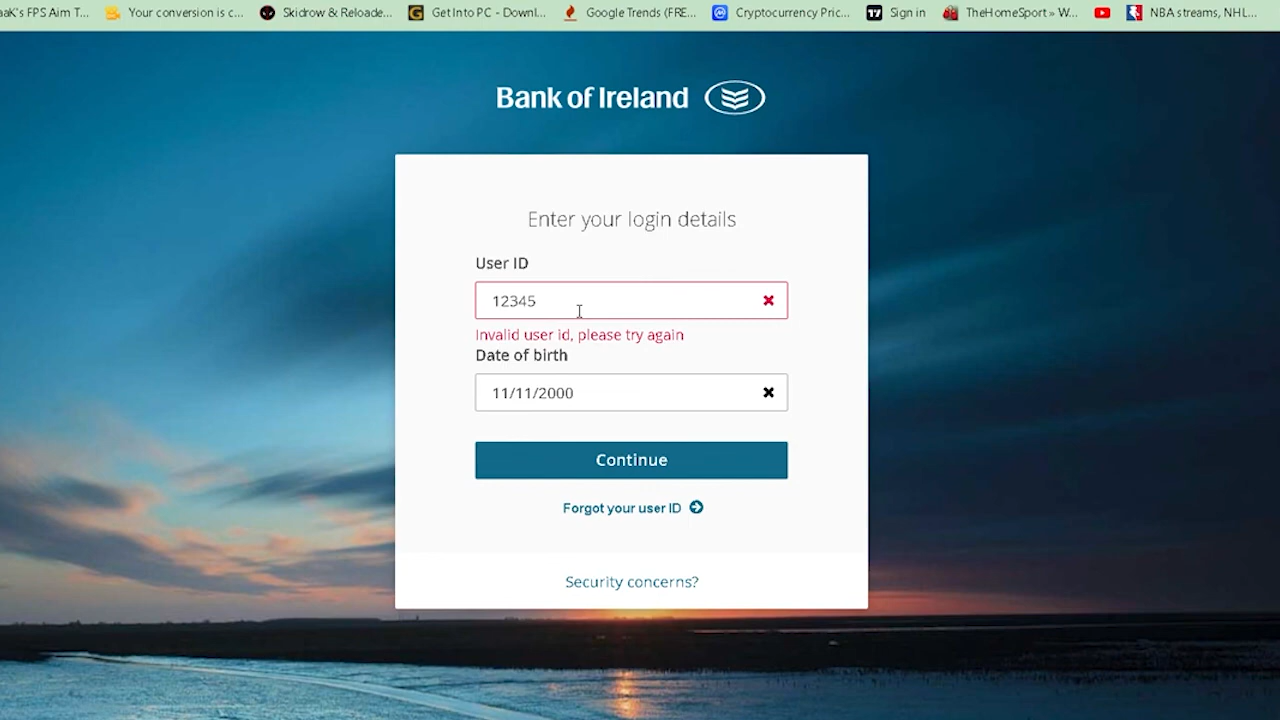 aaK's FPS Aim T... Your conversion is c... Skidrow & Reloade... Get Into PC - Downl... Google Trends (FRE... Cryptocurrency Pric... Sign in TheHomeSport » W... NBA streams, NHL...
Bank of Ireland
Enter your login details
User ID
12345
Invalid user id, please try again
Date of birth
11/11/2000
Continue
Forgot your user ID
Security concerns?